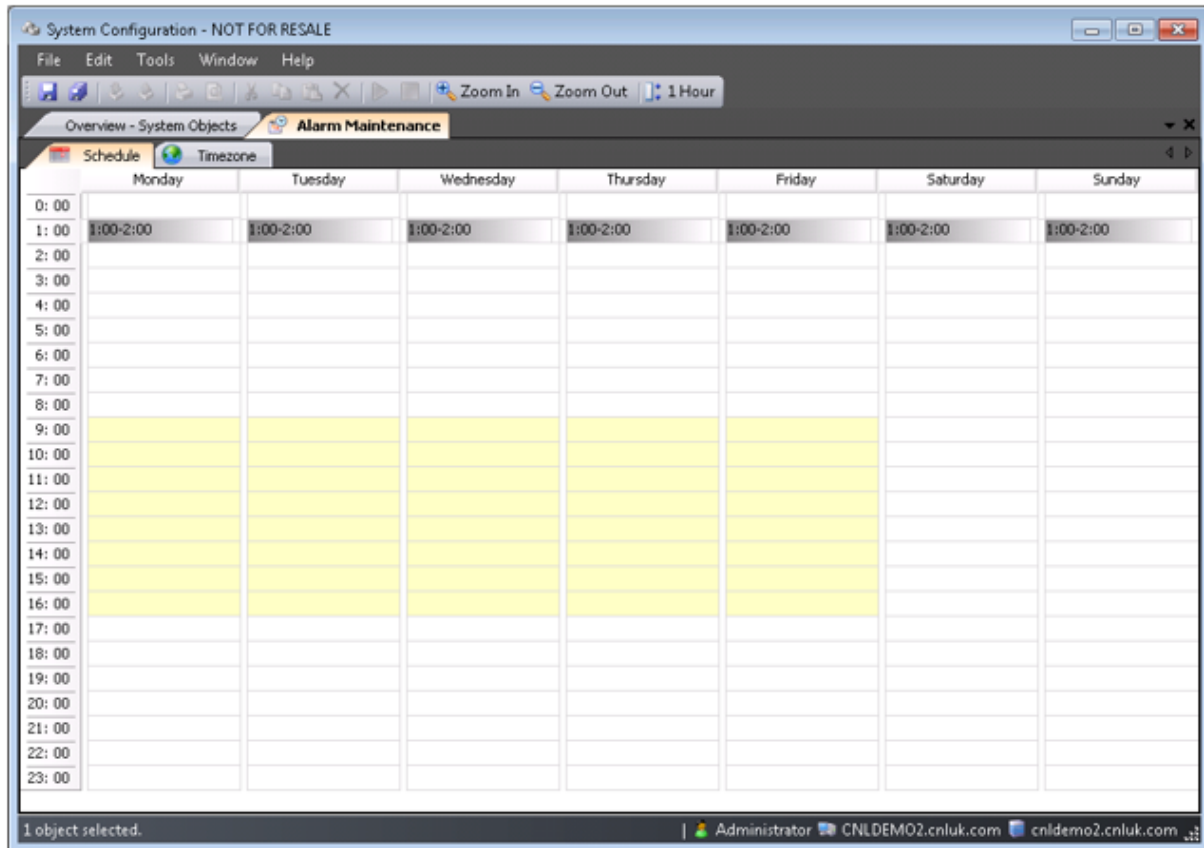 System Configuration - NOT FOR RESALE
File Edit Tools Window Help
Zoom In Zoom Out 1 Hour
Overview - System Objects Alarm Maintenance
Schedule Timezone
Monday Tuesday Wednesday Thursday Friday Saturday Sunday
0: 00
1: 00 1:00-2:00 1:00-2:00 1:00-2:00 1:00-2:00 1:00-2:00 1:00-2:00 1:00-2:00
2: 00
3: 00
4: 00
5: 00
6: 00
7: 00
8: 00
9: 00
10: 00
11: 00
12: 00
13: 00
14: 00
15: 00
16: 00
17: 00
18: 00
19: 00
20: 00
21: 00
22: 00
23: 00
1 object selected. | Administrator CNLDEMO2.cnluk.com cnldemo2.cnluk.com